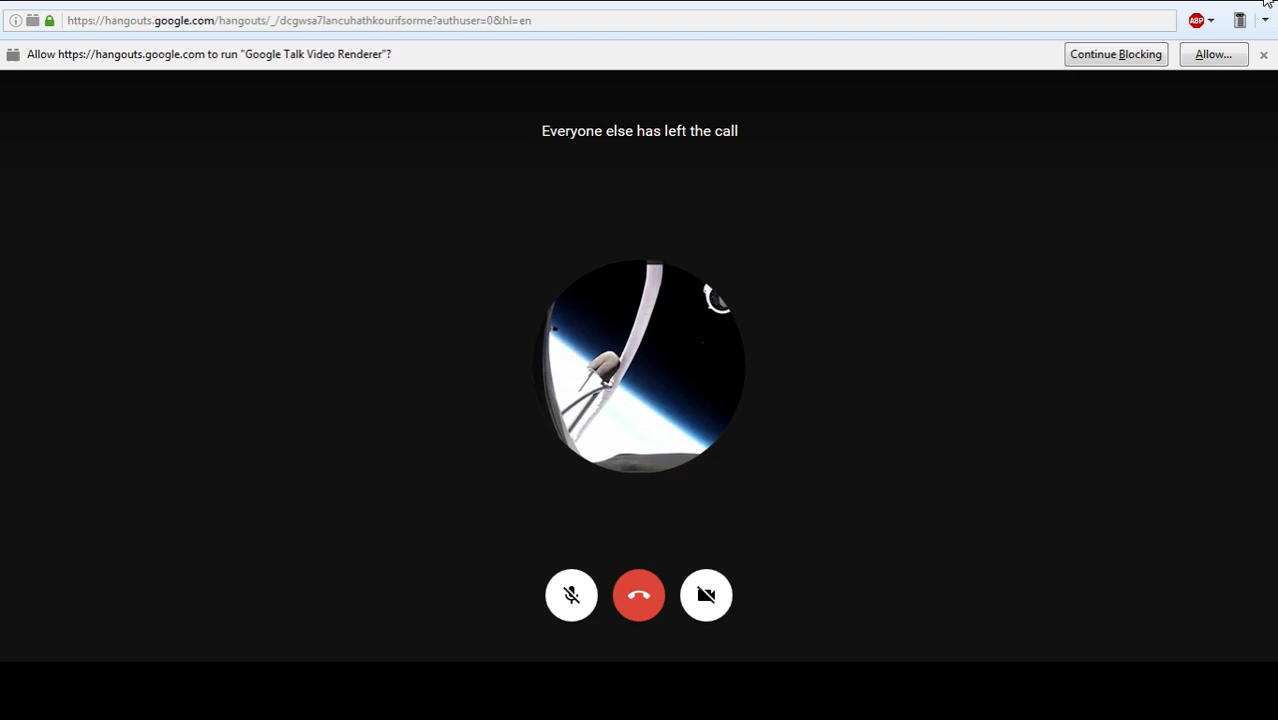 https://hangouts.google.com/hangouts/_/dcgwsa7lancuhathkourifsorme?authuser=0&hl=en
ABP
Allow https://hangouts.google.com to run "Google Talk Video Renderer"?
Continue Blocking
Allow...
Everyone else has left the call